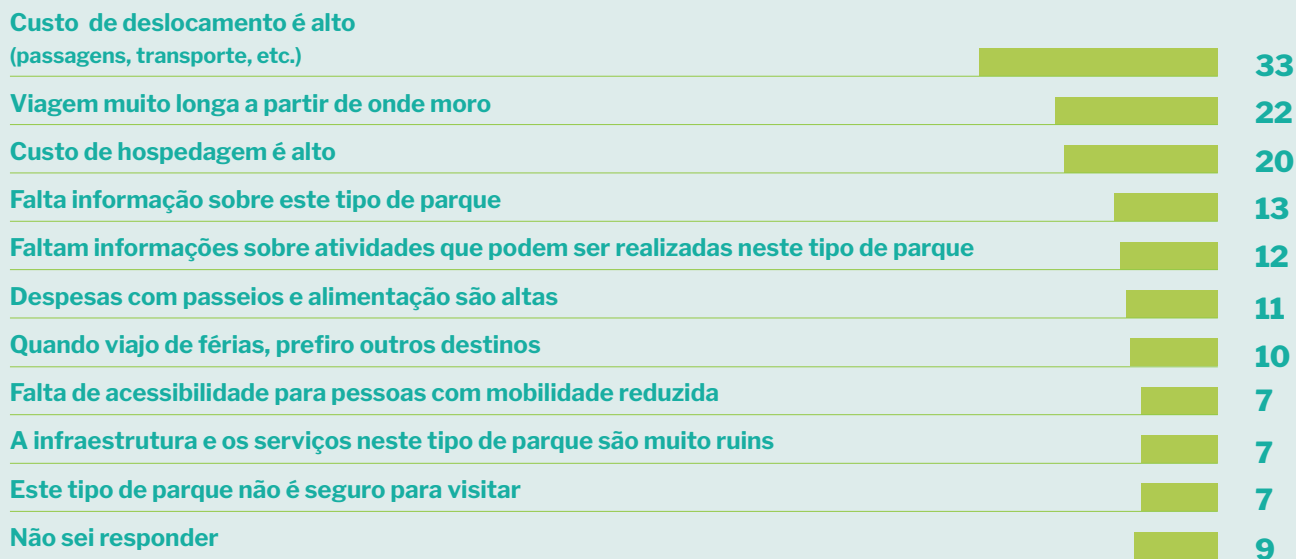 Custo de deslocamento é alto
(passagens, transporte, etc.)
33
Viagem muito longa a partir de onde moro
22
Custo de hospedagem é alto
20
Falta informação sobre este tipo de parque
13
Faltam informações sobre atividades que podem ser realizadas neste tipo de parque
12
Despesas com passeios e alimentação são altas
11
Quando viajo de férias, prefiro outros destinos
10
Falta de acessibilidade para pessoas com mobilidade reduzida
7
A infraestrutura e os serviços neste tipo de parque são muito ruins
7
Este tipo de parque não é seguro para visitar
7
Não sei responder
9